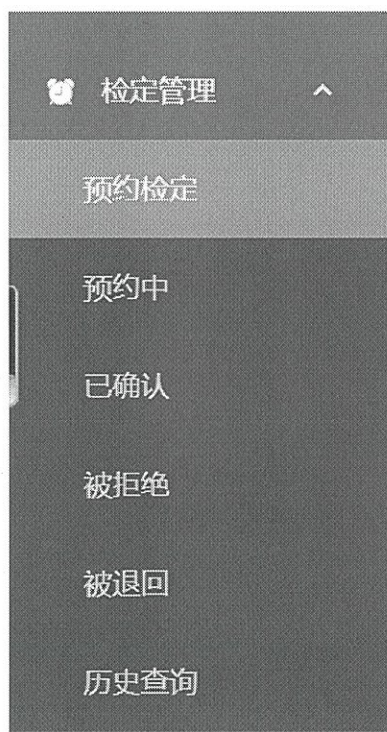 检定管理
预约检定
预约中
已确认
被拒绝
被退回
历史查询